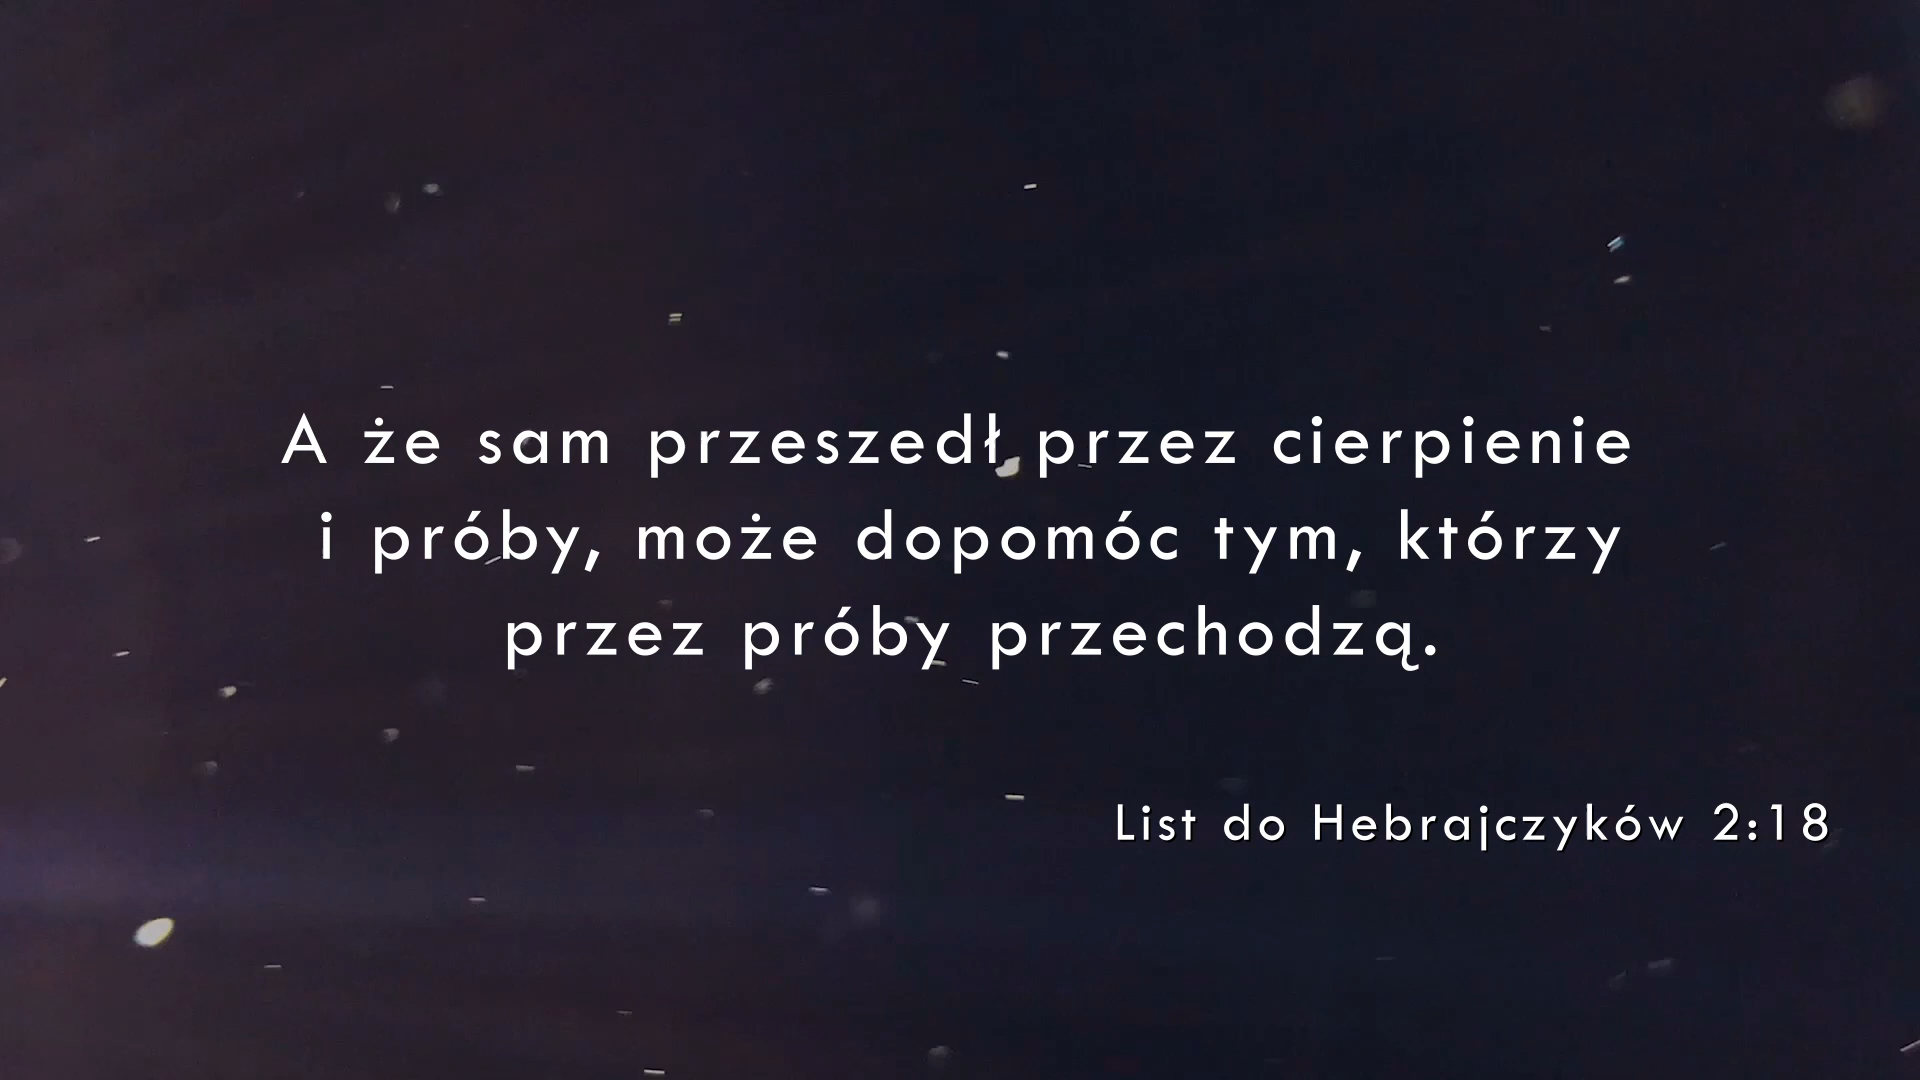 A że sam przeszedł przez cierpienie
i próby, może dopomóc tym, którzy
przez próby przechodzą.
List do Hebrajczyków 2:18